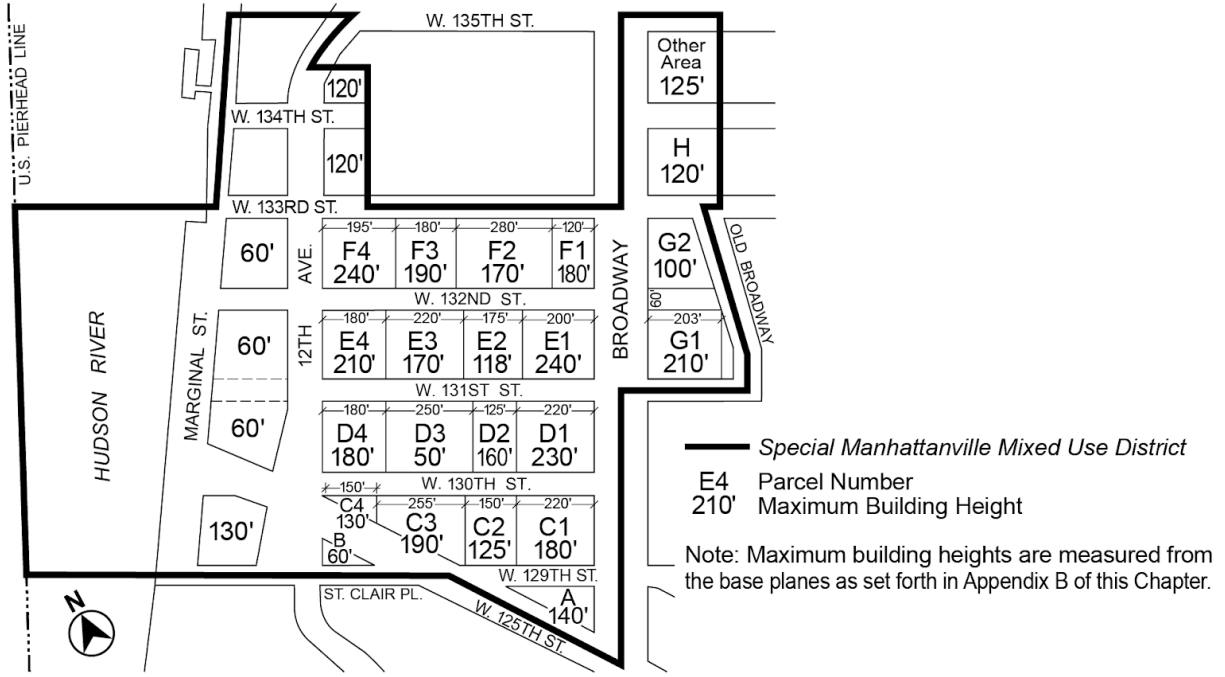 W. 135TH ST.
U.S. PIERHEAD LINE
Other
Area
125'
120'
W. 134TH ST.
120'
H
120'
W. 133RD ST.
60'
AVE.
12TH
195'
180'
280'
120'
F4
240'
F3
190'
F2
170'
F1
180'
BROADWAY
G2
100'
OLD BROADWAY
W. 132ND ST.
60'
HUDSON RIVER
MARGINAL ST.
60'
180'
220'
175'
200'
203'
E4
210'
E3
170'
E2
118'
E1
240'
G1
210'
W. 131ST ST.
60'
180'
250'
125'
220'
D4
180'
D3
50'
D2
160'
D1
230'
W. 130TH ST.
130'
150'
255'
150'
220'
C4
130'
C3
190'
C2
125'
C1
180'
B
60'
W. 129TH ST.
A
140'
ST. CLAIR PL.
W. 125TH ST.
N
Special Manhattanville Mixed Use District
E4 Parcel Number
210' Maximum Building Height
Note: Maximum building heights are measured from
the base planes as set forth in Appendix B of this Chapter.